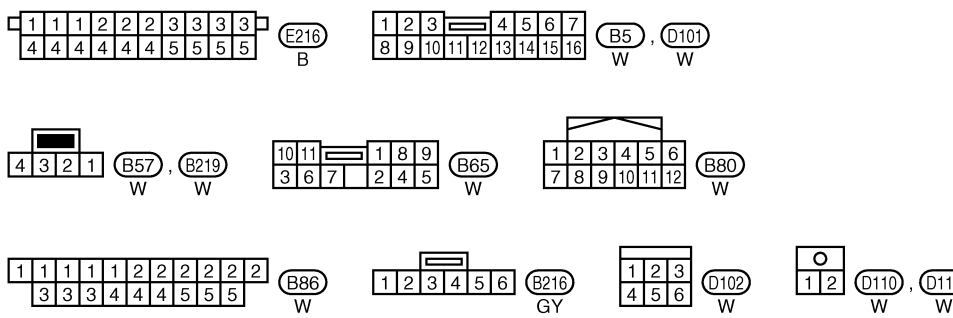 1 1 1 2 2 2 3 3 3 3 E216
4 4 4 4 4 4 5 5 5 5 B
1 2 3 4 5 6 7 B5 , D101
8 9 10 11 12 13 14 15 16 W W
4 3 2 1 B57 , B219
W W
10 11 1 8 9 B65
3 6 7 2 4 5 W
1 2 3 4 5 6 B80
7 8 9 10 11 12 W
1 1 1 1 1 2 2 2 2 2 2 B86
3 3 3 4 4 4 5 5 5 W
1 2 3 4 5 6 B216
GY
1 2 3 D102
4 5 6 W
1 2 D110 , D11
W W